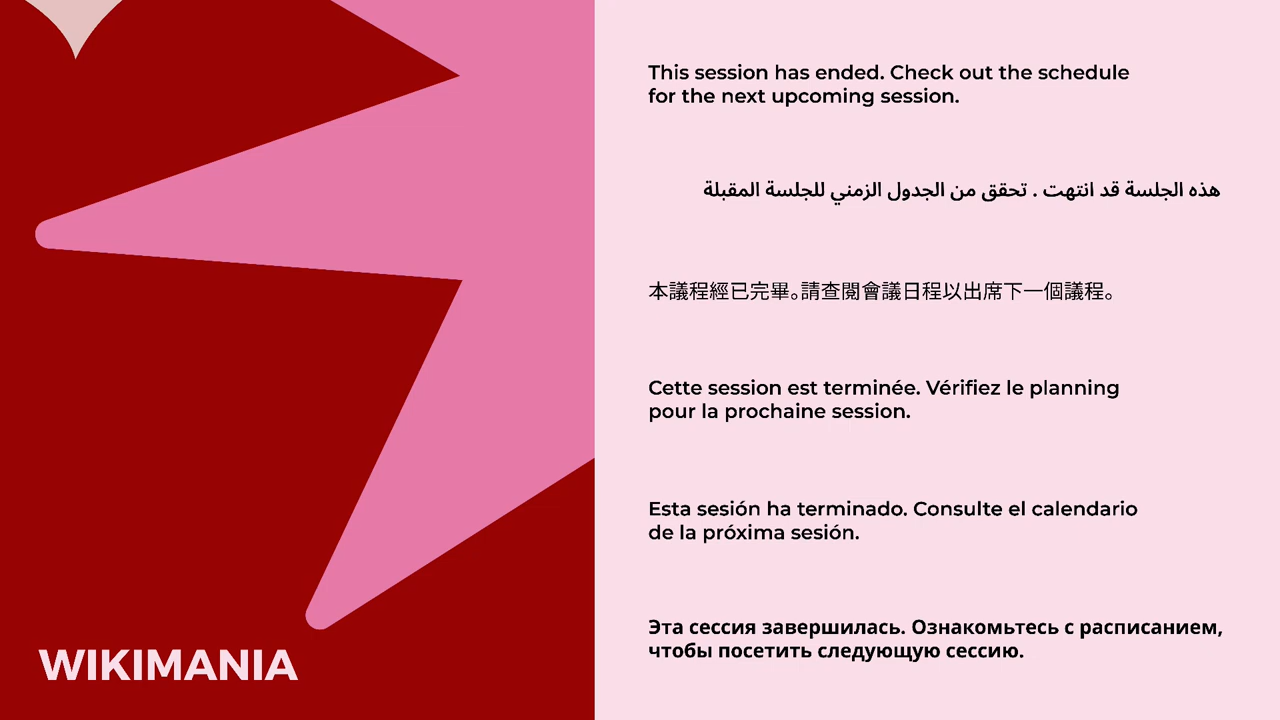 This session has ended. Check out the schedule
for the next upcoming session.
هذه الجلسة قد انتهت . تحقق من الجدول الزمني للجلسة المقبلة
本議程經已完畢。請查閱會議日程以出席下一個議程。
Cette session est terminée. Vérifiez le planning
pour la prochaine session.
Esta sesión ha terminado. Consulte el calendario
de la próxima sesión.
Эта сессия завершилась. Ознакомьтесь с расписанием,
чтобы посетить следующую сессию.
WIKIMANIA